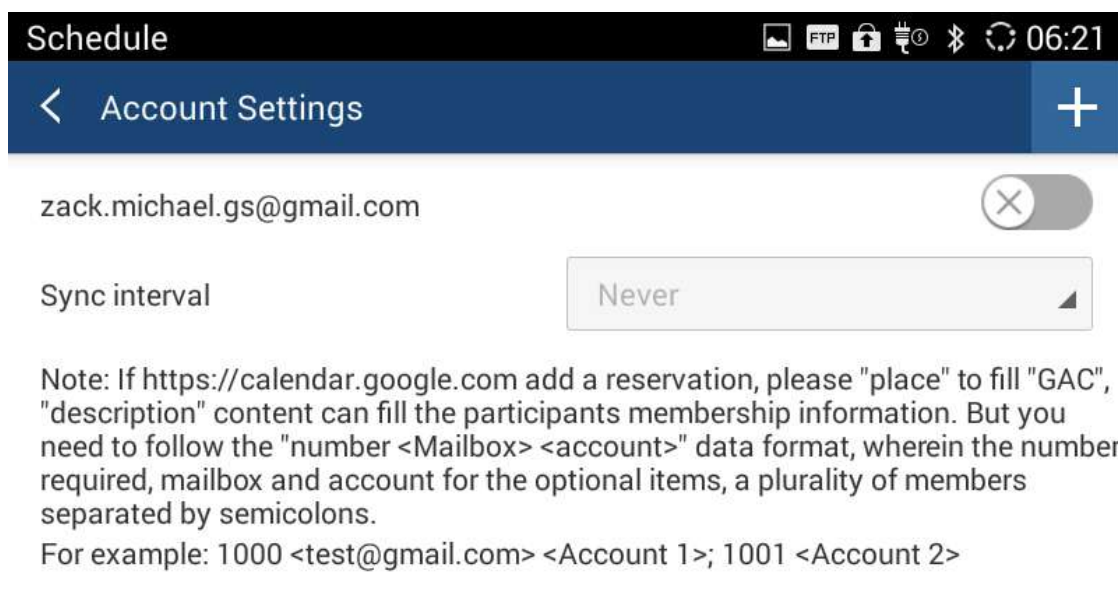 Schedule
FTP
06:21
Account Settings
zack.michael.gs@gmail.com
Sync interval
Never
Note: If https://calendar.google.com add a reservation, please "place" to fill "GAC",
"description" content can fill the participants membership information. But you
need to follow the "number <Mailbox> <account>" data format, wherein the number
required, mailbox and account for the optional items, a plurality of members
separated by semicolons.
For example: 1000 <test@gmail.com> <Account 1>; 1001 <Account 2>